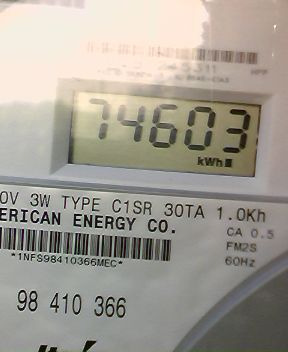 74603
kWh
0V 3W TYPE C1SR 30TA 1.0Kh
ERICAN ENERGY CO.
CA 0.5
FM2S
60Hz
*1NFS98410366MEC*
98 410 366